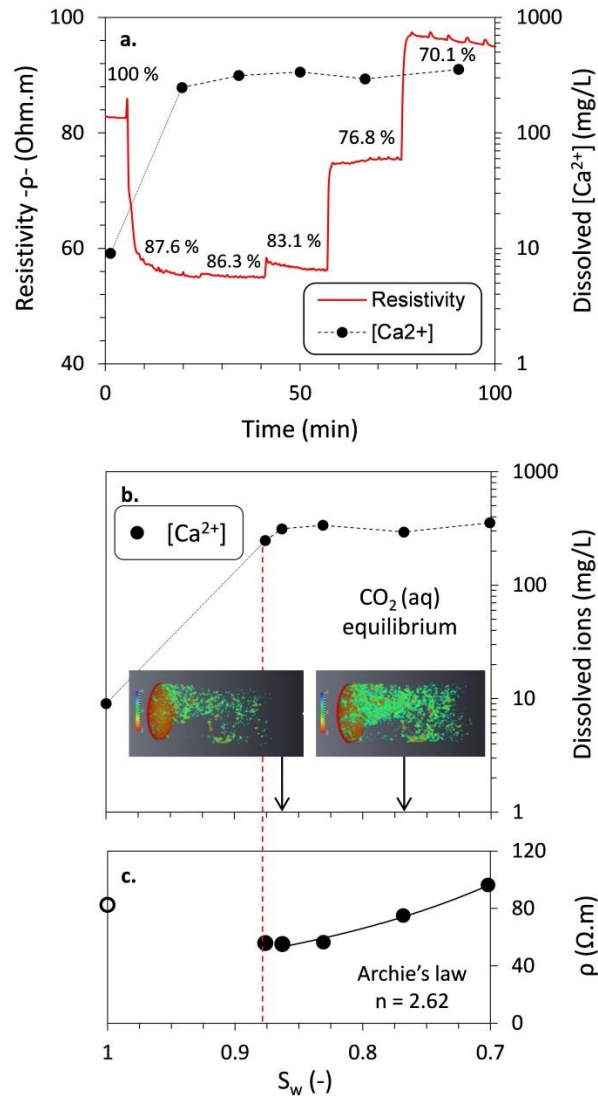 a.
100
80
60
40
Resistivity -ρ- (Ohm.m)
100 %
87.6 %
86.3 %
83.1 %
76.8 %
70.1 %
1000
100
10
1
Dissolved [Ca²⁺] (mg/L)
Resistivity
[Ca2+]
0
50
100
Time (min)
b.
[Ca²⁺]
CO₂ (aq)
equilibrium
1000
100
10
1
Dissolved ions (mg/L)
c.
Archie's law
n = 2.62
120
80
40
0
ρ (Ω.m)
1
0.9
0.8
0.7
S_w (-)